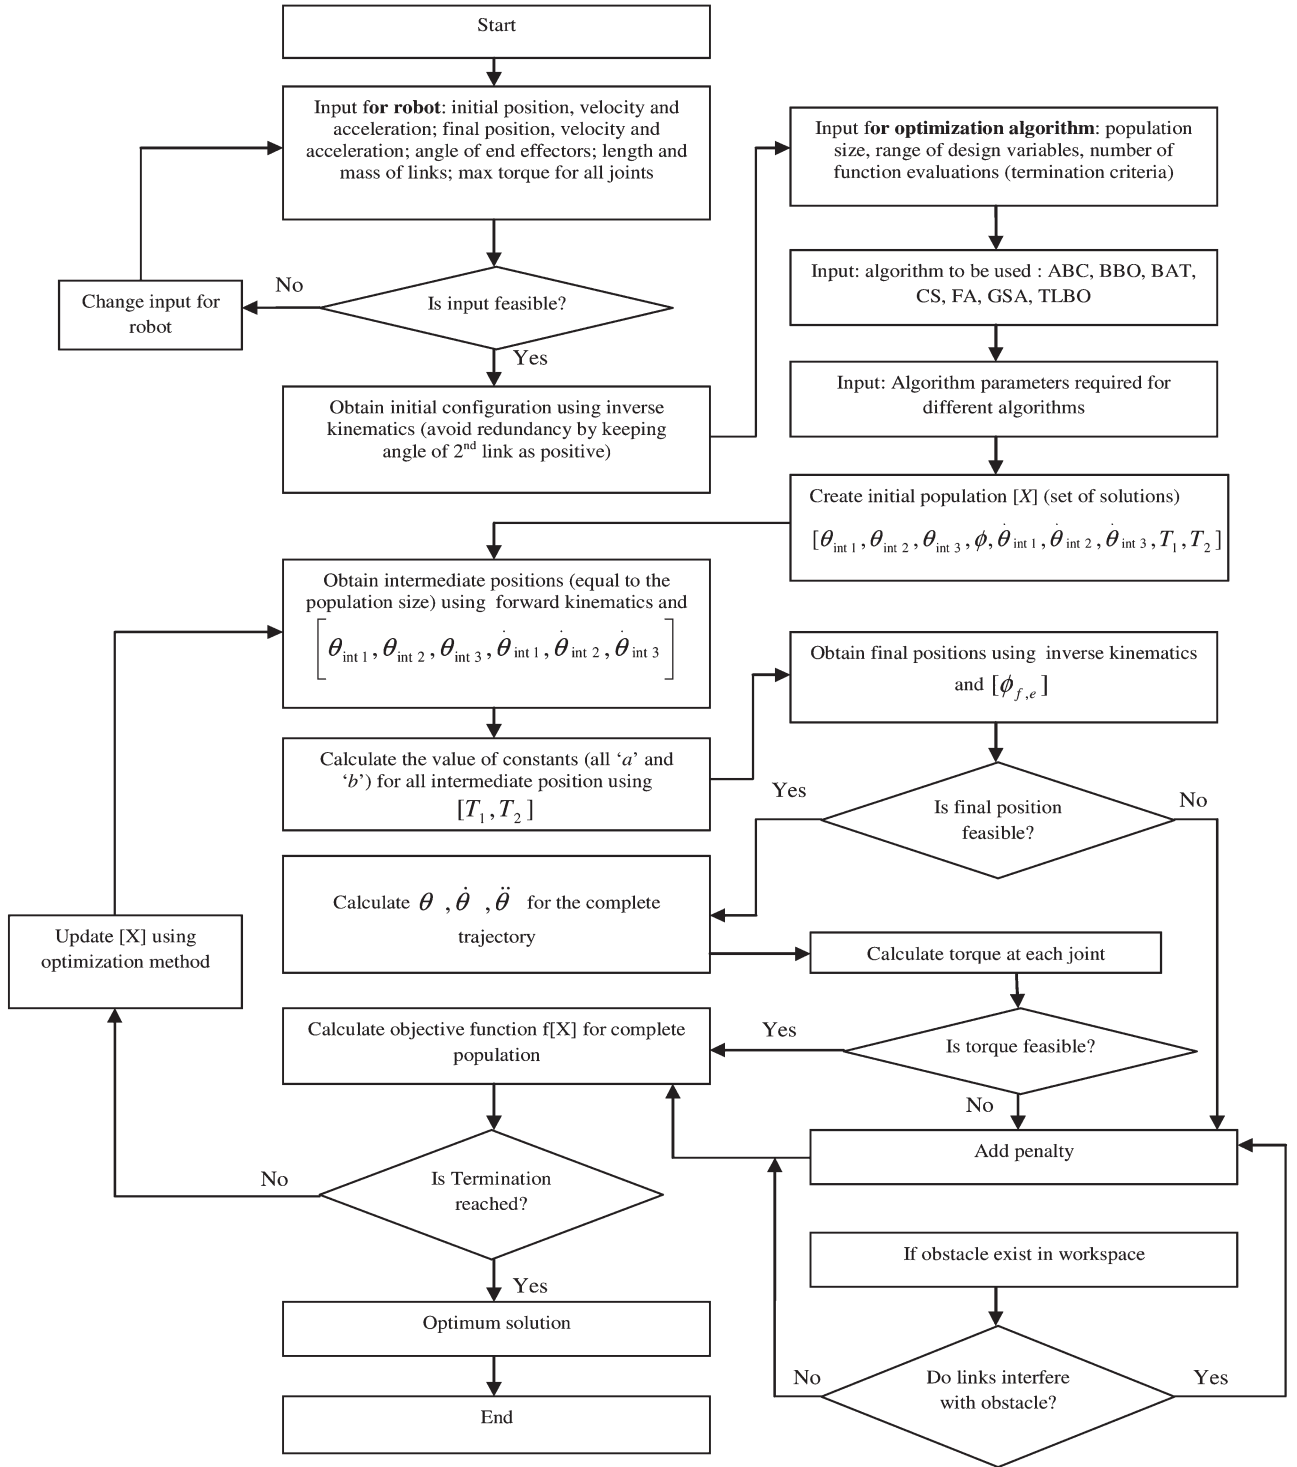 Start
Input for robot: initial position, velocity and
acceleration; final position, velocity and
acceleration; angle of end effectors; length and
mass of links; max torque for all joints
No
Change input for
robot
Is input feasible?
Yes
Obtain initial configuration using inverse
kinematics (avoid redundancy by keeping
angle of 2nd link as positive)
Input for optimization algorithm: population
size, range of design variables, number of
function evaluations (termination criteria)
Input: algorithm to be used : ABC, BBO, BAT,
CS, FA, GSA, TLBO
Input: Algorithm parameters required for
different algorithms
Create initial population [X] (set of solutions)
[θint 1, θint 2, θint 3, ϕ, θ̇int 1, θ̇int 2, θ̇int 3, T1, T2]
Obtain intermediate positions (equal to the
population size) using forward kinematics and
[θint 1, θint 2, θint 3, θ̇int 1, θ̇int 2, θ̇int 3]
Calculate the value of constants (all ‘a’ and
‘b’) for all intermediate position using
[T1, T2]
Obtain final positions using inverse kinematics
and [ϕf,e]
Yes
Is final position
feasible?
No
Calculate θ , θ̇ , θ̈ for the complete
trajectory
Calculate torque at each joint
Update [X] using
optimization method
Calculate objective function f[X] for complete
population
Yes
Is torque feasible?
No
Add penalty
No
Is Termination
reached?
Yes
Optimum solution
End
If obstacle exist in workspace
No
Do links interfere
with obstacle?
Yes